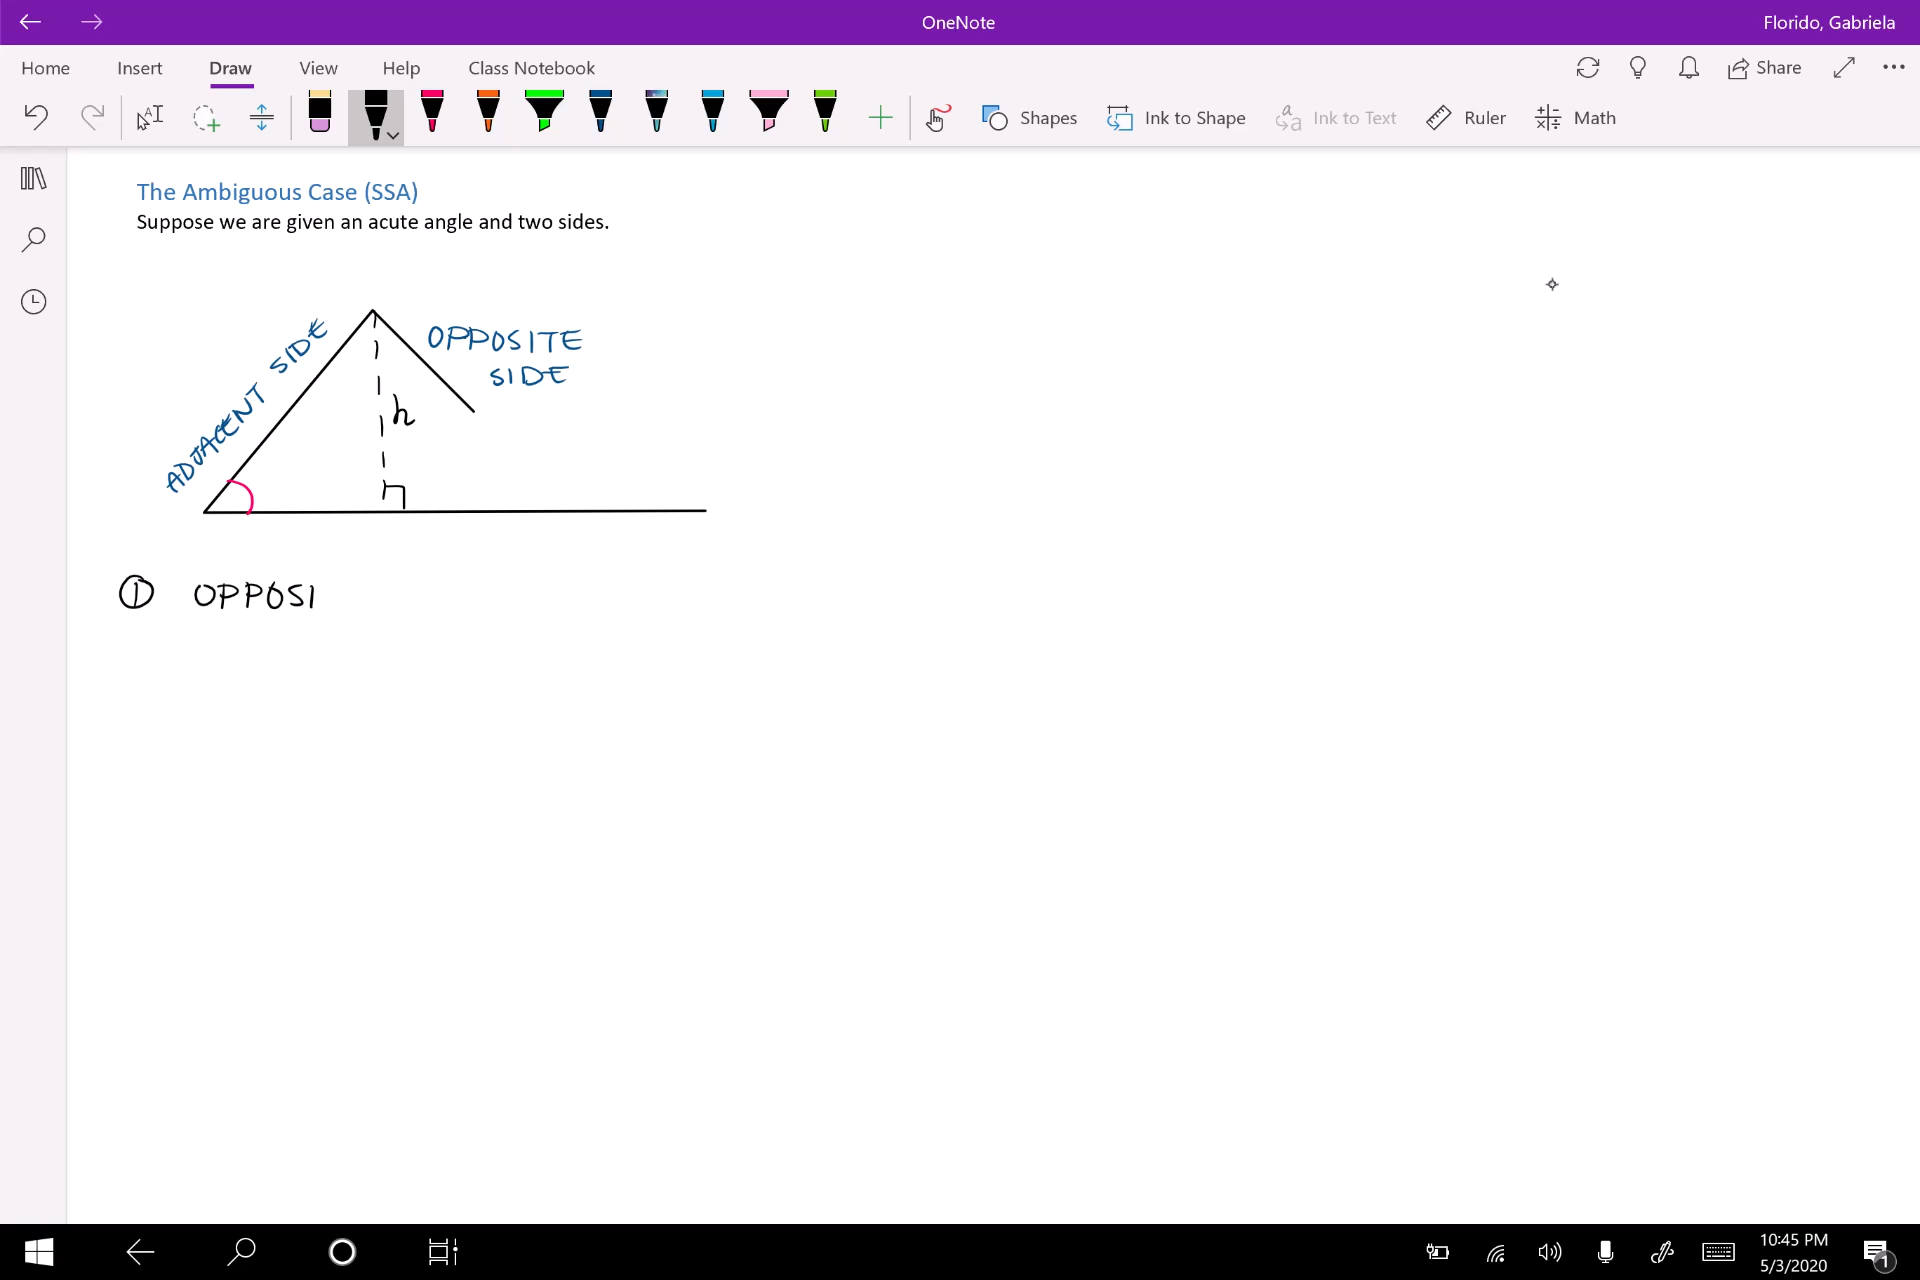 OneNote
Florido, Gabriela
Home Insert Draw View Help Class Notebook
Share
Shapes Ink to Shape Ink to Text Ruler Math
The Ambiguous Case (SSA)
Suppose we are given an acute angle and two sides.
ADJACENT SIDE
OPPOSITE
SIDE
h
① OPPOSI
10:45 PM
5/3/2020
1